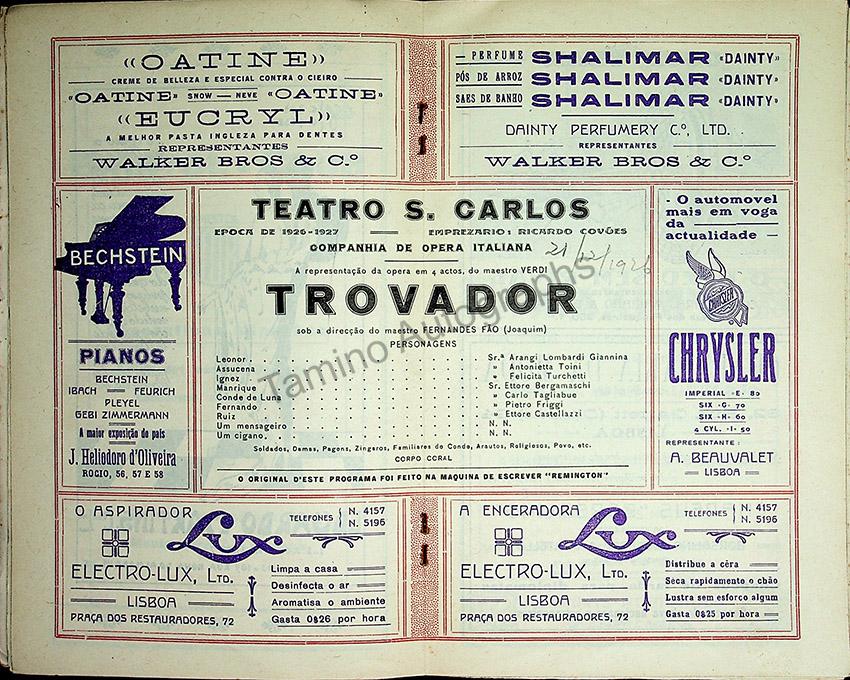 «OATINE»
CREME DE BELLEZA E ESPECIAL CONTRA O CIEIRO
«OATINE» SNOW — NEVE «OATINE»
«EUCRYL»
A MELHOR PASTA INGLEZA PARA DENTES
REPRESENTANTES
WALKER BROS & C.º
— PERFUME SHALIMAR «DAINTY»
PÓS DE ARROZ SHALIMAR «DAINTY»
SAES DE BANHO SHALIMAR «DAINTY»
DAINTY PERFUMERY C.º, LTD.
REPRESENTANTES
WALKER BROS & C.º
BECHSTEIN
PIANOS
BECHSTEIN
IBACH — FEURICH
PLEYEL
GEBI ZIMMERMANN
A maior exposição do país
J. Heliodoro d'Oliveira
ROCIO, 56, 57 E 58
TEATRO S. CARLOS
EPOCA DE 1926-1927 — EMPREZARIO: RICARDO COVÕES
COMPANHIA DE OPERA ITALIANA
21/12/1926
A representação da opera em 4 actos, do maestro VERDI
TROVADOR
sob a direcção do maestro FERNANDES FÃO (Joaquim)
PERSONAGENS
Leonor . . . Sr.ª Arangi Lombardi Giannina
Assucena . . . » Antonietta Toini
Ignez . . . » Felicita Turchetti
Manrique . . . Sr. Ettore Bergamaschi
Conde de Luna . . . » Carlo Tagliabue
Fernando . . . » Pietro Friggi
Ruiz . . . » Ettore Castellazzi
Um mensageiro . . . N. N.
Um cigano . . . N. N.
Soldados, Damas, Pagens, Zingaros, Familiares do Conde, Arautos, Religiosos, Povo, etc.
CORPO CORAL
O ORIGINAL D'ESTE PROGRAMA FOI FEITO NA MAQUINA DE ESCREVER "REMINGTON"
Tamino Autographs
- O automovel
mais em voga
da
actualidade —
CHRYSLER
CHRYSLER
IMPERIAL -E- 80
SIX -G- 70
SIX -H- 60
4 CYL. -I- 50
REPRESENTANTE:
A. BEAUVALET
— LISBOA —
O ASPIRADOR
Lux
TELEFONES N. 4157
N. 5196
ELECTRO-LUX, LTD.
LISBOA
PRAÇA DOS RESTAURADORES, 72
Limpa a casa
Desinfecta o ar
Aromatisa o ambiente
Gasta 0$26 por hora
A ENCERADORA
Lux
TELEFONES N. 4157
N. 5196
ELECTRO-LUX, LTD.
LISBOA
PRAÇA DOS RESTAURADORES, 72
Distribue a cêra
Seca rapidamento o chão
Lustra sem esforco algum
Gasta 0$25 por hora